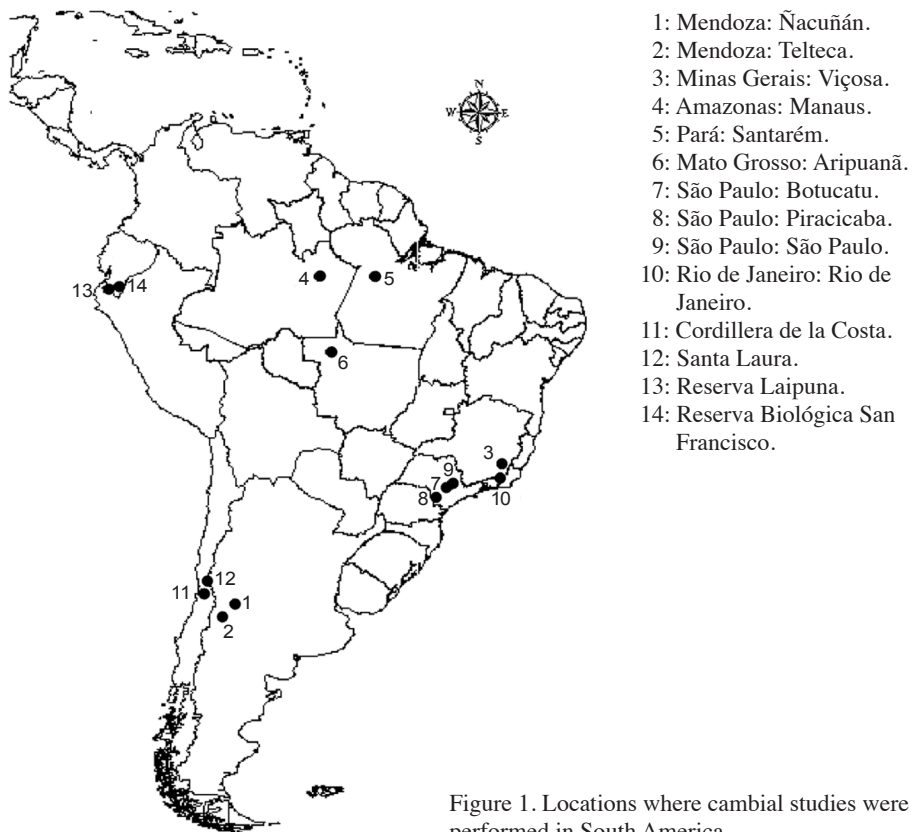 N
W E
S
1: Mendoza: Ñacuñán.
2: Mendoza: Telteca.
3: Minas Gerais: Viçosa.
4: Amazonas: Manaus.
5: Pará: Santarém.
6: Mato Grosso: Aripuanã.
7: São Paulo: Botucatu.
8: São Paulo: Piracicaba.
9: São Paulo: São Paulo.
10: Rio de Janeiro: Rio de
Janeiro.
11: Cordillera de la Costa.
12: Santa Laura.
13: Reserva Laipuna.
14: Reserva Biológica San
Francisco.
4
5
13
14
6
3
9
7
8
10
12
11
1
2
Figure 1. Locations where cambial studies were
performed in South America